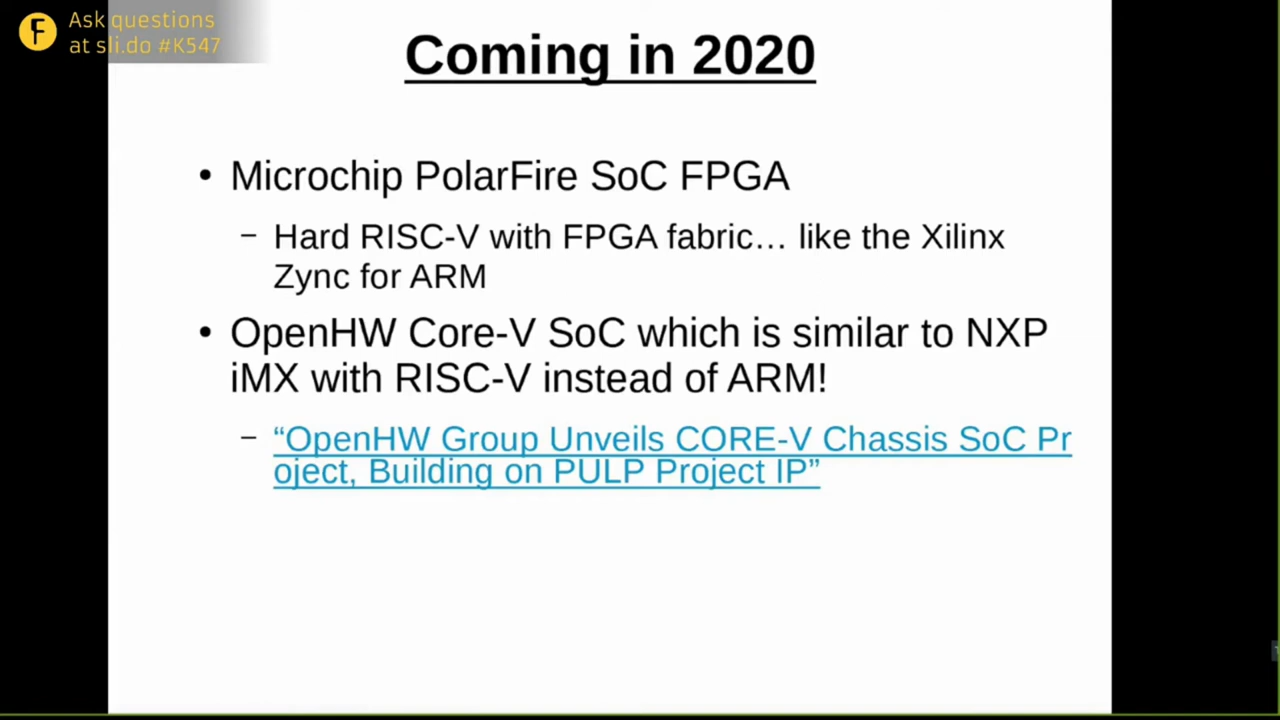 F
Ask questions
at sli.do #K547
Coming in 2020
• Microchip PolarFire SoC FPGA
– Hard RISC-V with FPGA fabric… like the Xilinx
Zync for ARM
• OpenHW Core-V SoC which is similar to NXP
iMX with RISC-V instead of ARM!
– “OpenHW Group Unveils CORE-V Chassis SoC Pr
oject, Building on PULP Project IP”